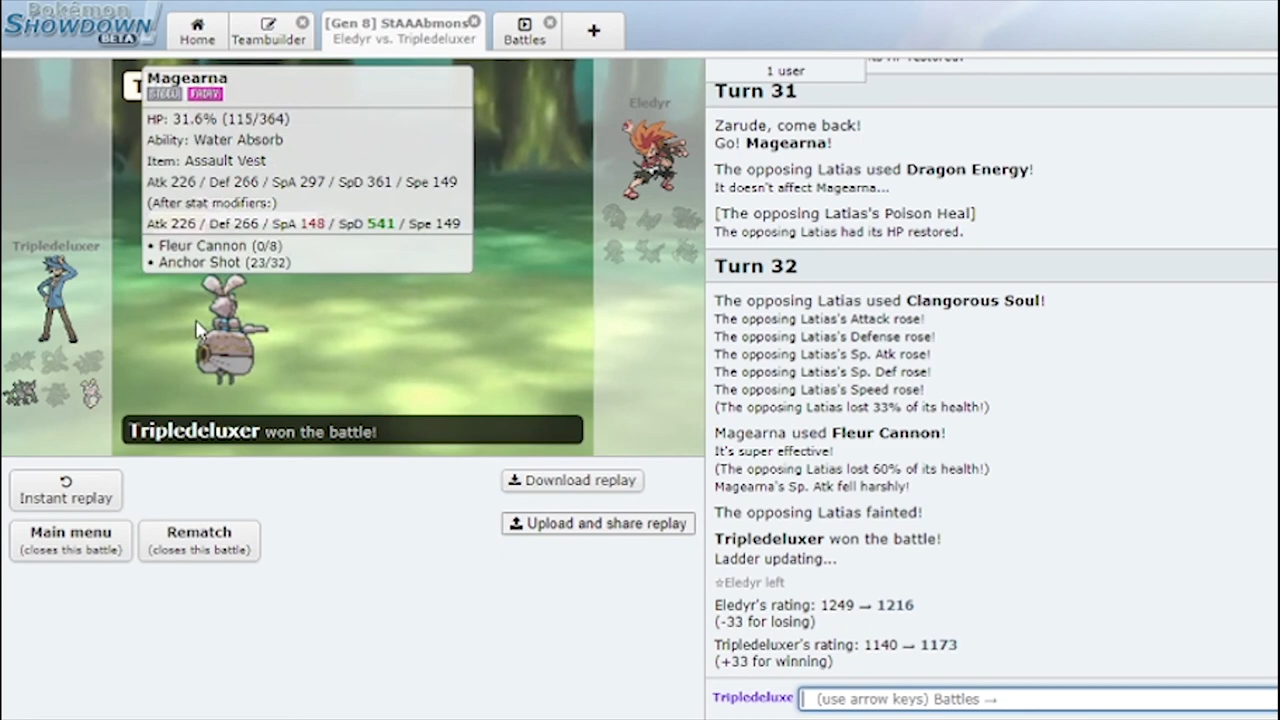 Pokémon
SHOWDOWN
BETA
Home
Teambuilder
[Gen 8] StAAAbmons
Eledyr vs. Tripledeluxer
Battles
+
Magearna
STEEL FAIRY
HP: 31.6% (115/364)
Ability: Water Absorb
Item: Assault Vest
Atk 226 / Def 266 / SpA 297 / SpD 361 / Spe 149
(After stat modifiers:)
Atk 226 / Def 266 / SpA 148 / SpD 541 / Spe 149
• Fleur Cannon (0/8)
• Anchor Shot (23/32)
Tripledeluxer
Eledyr
Tripledeluxer won the battle!
Instant replay
Download replay
Upload and share replay
Main menu
(closes this battle)
Rematch
(closes this battle)
1 user
Turn 31
Zarude, come back!
Go! Magearna!
The opposing Latias used Dragon Energy!
It doesn't affect Magearna...
[The opposing Latias's Poison Heal]
The opposing Latias had its HP restored.
Turn 32
The opposing Latias used Clangorous Soul!
The opposing Latias's Attack rose!
The opposing Latias's Defense rose!
The opposing Latias's Sp. Atk rose!
The opposing Latias's Sp. Def rose!
The opposing Latias's Speed rose!
(The opposing Latias lost 33% of its health!)
Magearna used Fleur Cannon!
It's super effective!
(The opposing Latias lost 60% of its health!)
Magearna's Sp. Atk fell harshly!
The opposing Latias fainted!
Tripledeluxer won the battle!
Ladder updating...
☆Eledyr left
Eledyr's rating: 1249 → 1216
(-33 for losing)
Tripledeluxer's rating: 1140 → 1173
(+33 for winning)
Tripledeluxe
(use arrow keys) Battles →